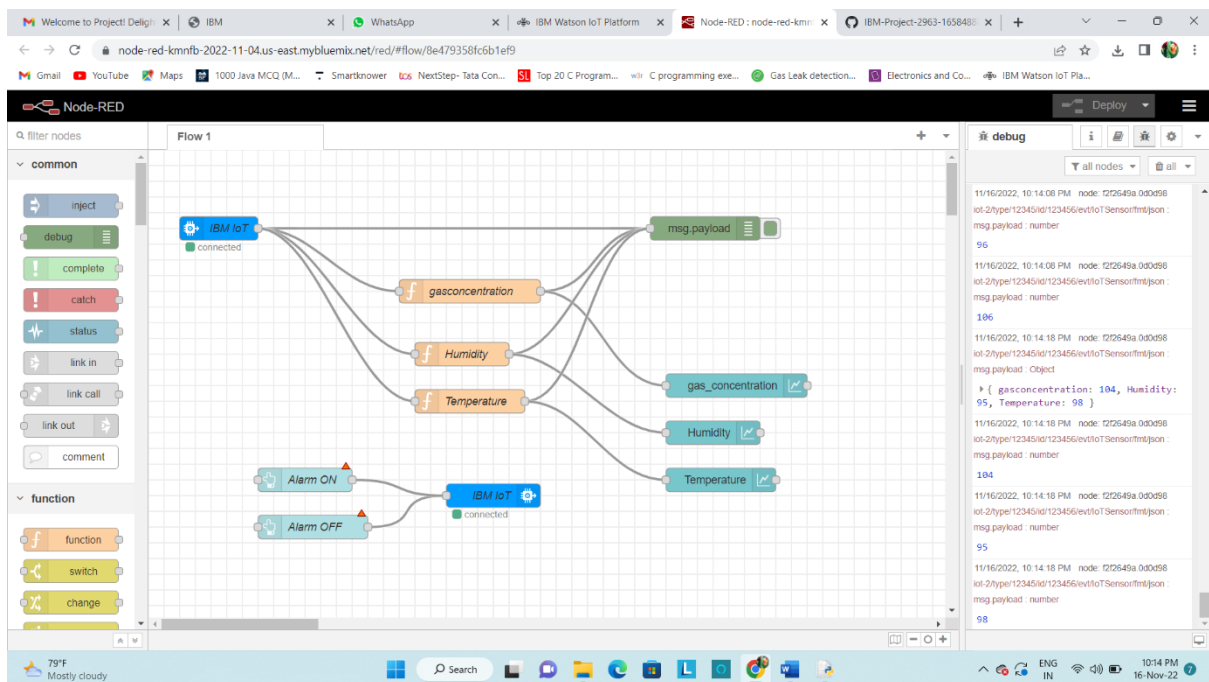 Welcome to Project! Deligh
IBM
WhatsApp
IBM Watson IoT Platform
Node-RED : node-red-kmn
IBM-Project-2963-1658488
node-red-kmnfb-2022-11-04.us-east.mybluemix.net/red/#flow/8e479358fc6b1ef9
Gmail YouTube Maps 1000 Java MCQ (M... Smartknower NextStep- Tata Con... Top 20 C Program... C programming exe... Gas Leak detection... Electronics and Co... IBM Watson IoT Pla...
Node-RED
Deploy
filter nodes
common
inject
debug
complete
catch
status
link in
link call
link out
comment
function
function
switch
change
Flow 1
IBM IoT
connected
msg.payload
gasconcentration
Humidity
Temperature
gas_concentration
Humidity
Temperature
Alarm ON
Alarm OFF
IBM IoT
connected
debug
all nodes all
11/16/2022, 10:14:08 PM node: f2f2649a.0d0d98
iot-2/type/12345/id/123456/evt/IoTSensor/fmt/json :
msg.payload : number
96
11/16/2022, 10:14:08 PM node: f2f2649a.0d0d98
iot-2/type/12345/id/123456/evt/IoTSensor/fmt/json :
msg.payload : number
106
11/16/2022, 10:14:18 PM node: f2f2649a.0d0d98
iot-2/type/12345/id/123456/evt/IoTSensor/fmt/json :
msg.payload : Object
{ gasconcentration: 104, Humidity:
95, Temperature: 98 }
11/16/2022, 10:14:18 PM node: f2f2649a.0d0d98
iot-2/type/12345/id/123456/evt/IoTSensor/fmt/json :
msg.payload : number
104
11/16/2022, 10:14:18 PM node: f2f2649a.0d0d98
iot-2/type/12345/id/123456/evt/IoTSensor/fmt/json :
msg.payload : number
95
11/16/2022, 10:14:18 PM node: f2f2649a.0d0d98
iot-2/type/12345/id/123456/evt/IoTSensor/fmt/json :
msg.payload : number
98
79°F
Mostly cloudy
Search
ENG
IN
10:14 PM
16-Nov-22
7